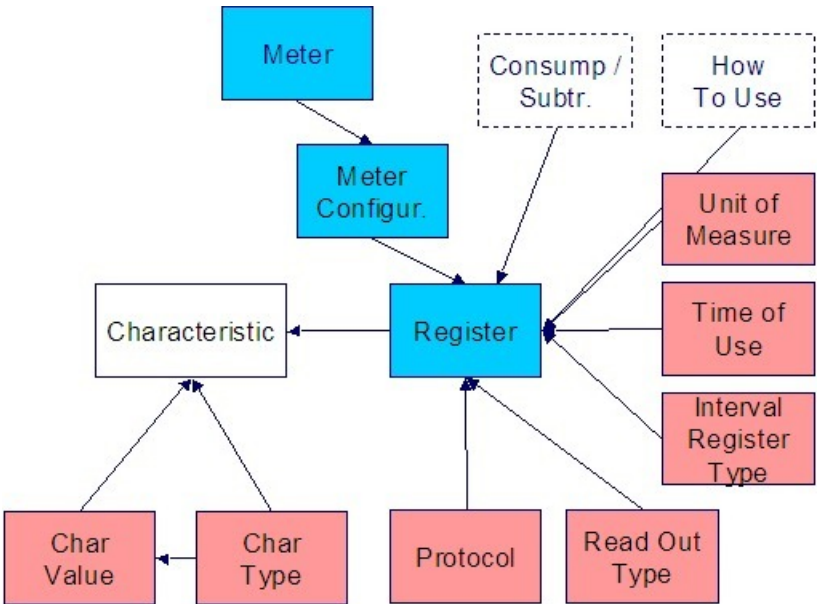 Meter
Consump /
Subtr.
How
To Use
Meter
Configur.
Unit of
Measure
Characteristic
Register
Time of
Use
Interval
Register
Type
Char
Value
Char
Type
Protocol
Read Out
Type